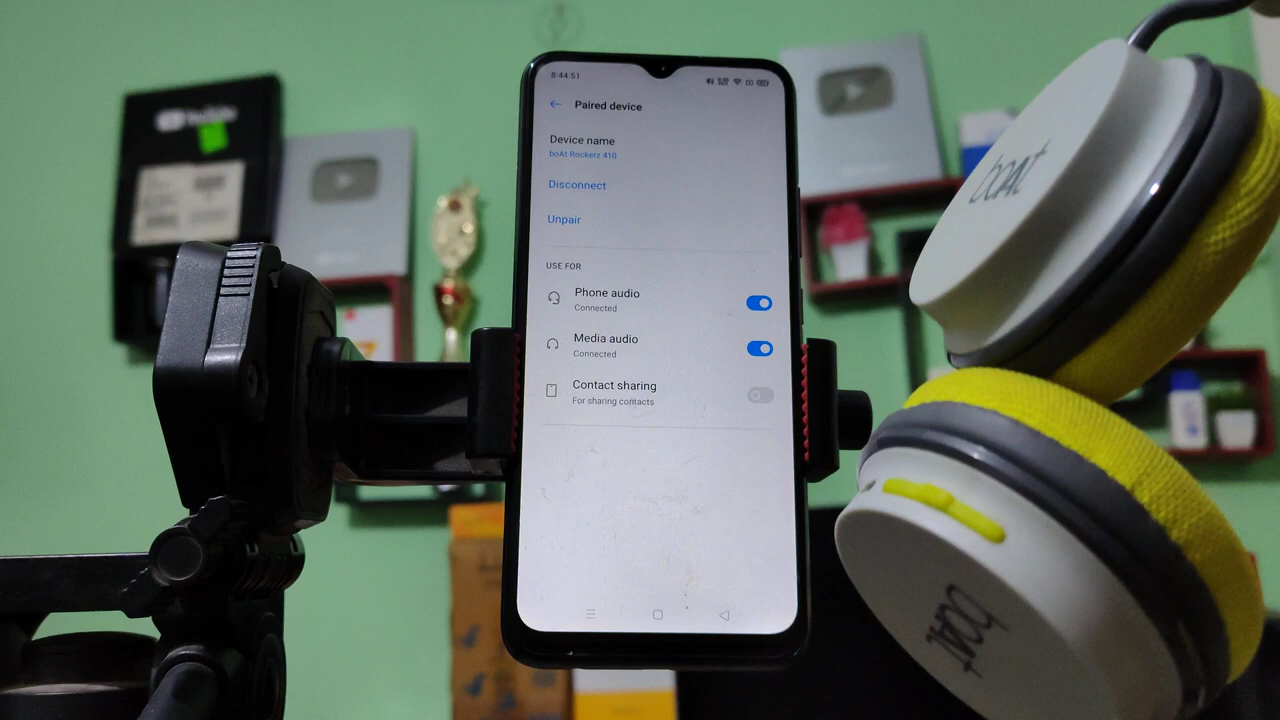 8:44:51
Paired device
Device name
boAt Rockerz 410
Disconnect
Unpair
USE FOR
Phone audio
Connected
Media audio
Connected
Contact sharing
For sharing contacts
boAt
boAt
YouTube